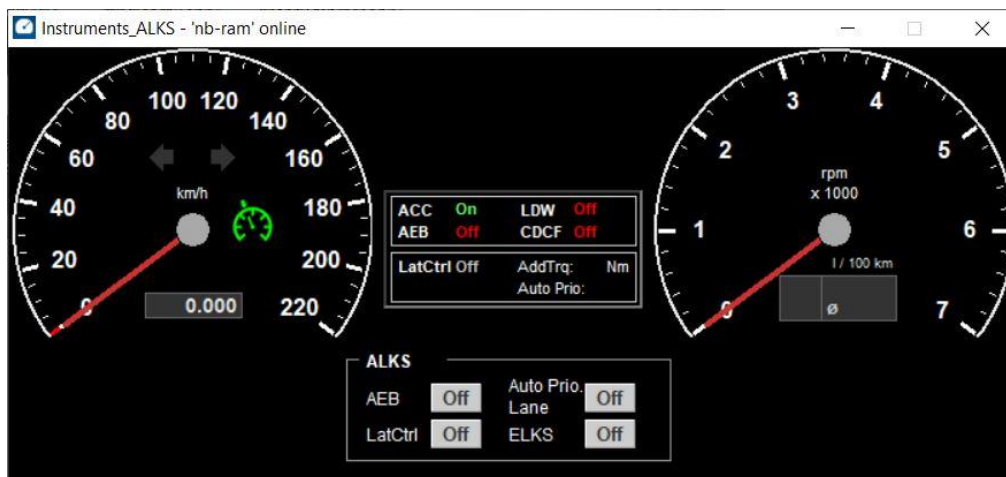 Instruments_ALKS - 'nb-ram' online
0 20 40 60 80 100 120 140 160 180 200 220
km/h
0.000
ACC On LDW Off
AEB Off CDCF Off
LatCtrl Off AddTrq: Nm
Auto Prio:
0 1 2 3 4 5 6 7
rpm
x 1000
l / 100 km
ø
ALKS
AEB Off Auto Prio. Lane Off
LatCtrl Off ELKS Off